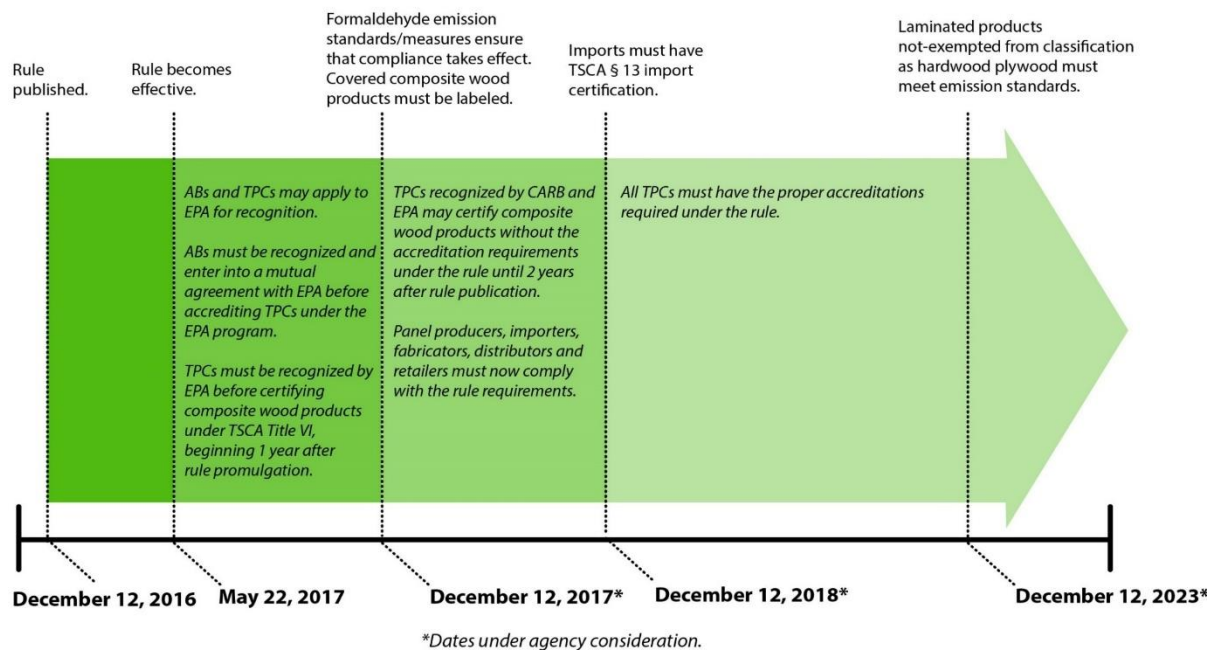 Rule
published.
Rule becomes
effective.
Formaldehyde emission
standards/measures ensure
that compliance takes effect.
Covered composite wood
products must be labeled.
Imports must have
TSCA § 13 import
certification.
Laminated products
not-exempted from classification
as hardwood plywood must
meet emission standards.
ABs and TPCs may apply to
EPA for recognition.
ABs must be recognized and
enter into a mutual
agreement with EPA before
accrediting TPCs under the
EPA program.
TPCs must be recognized by
EPA before certifying
composite wood products
under TSCA Title VI,
beginning 1 year after
rule promulgation.
TPCs recognized by CARB and
EPA may certify composite
wood products without the
accreditation requirements
under the rule until 2 years
after rule publication.
Panel producers, importers,
fabricators, distributors and
retailers must now comply
with the rule requirements.
All TPCs must have the proper accreditations
required under the rule.
December 12, 2016
May 22, 2017
December 12, 2017*
December 12, 2018*
December 12, 2023*
*Dates under agency consideration.